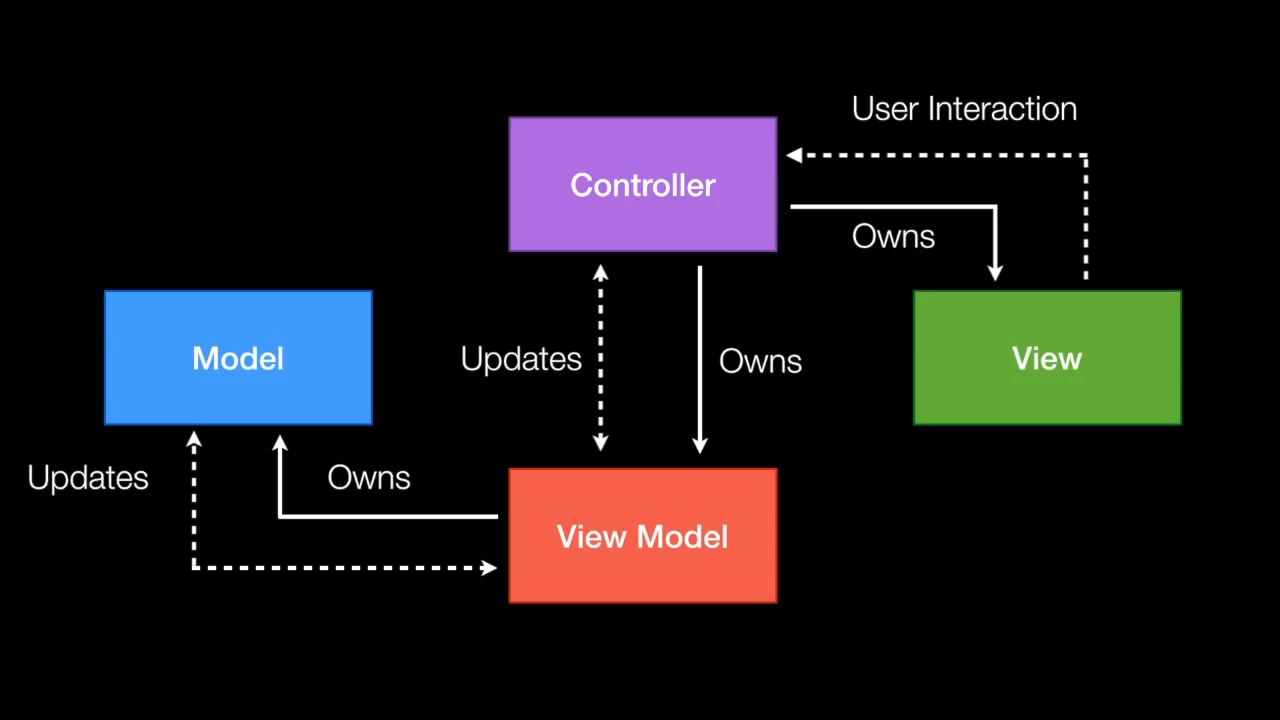 User Interaction
Controller
Owns
Model
Updates
Owns
View
Updates
Owns
View Model